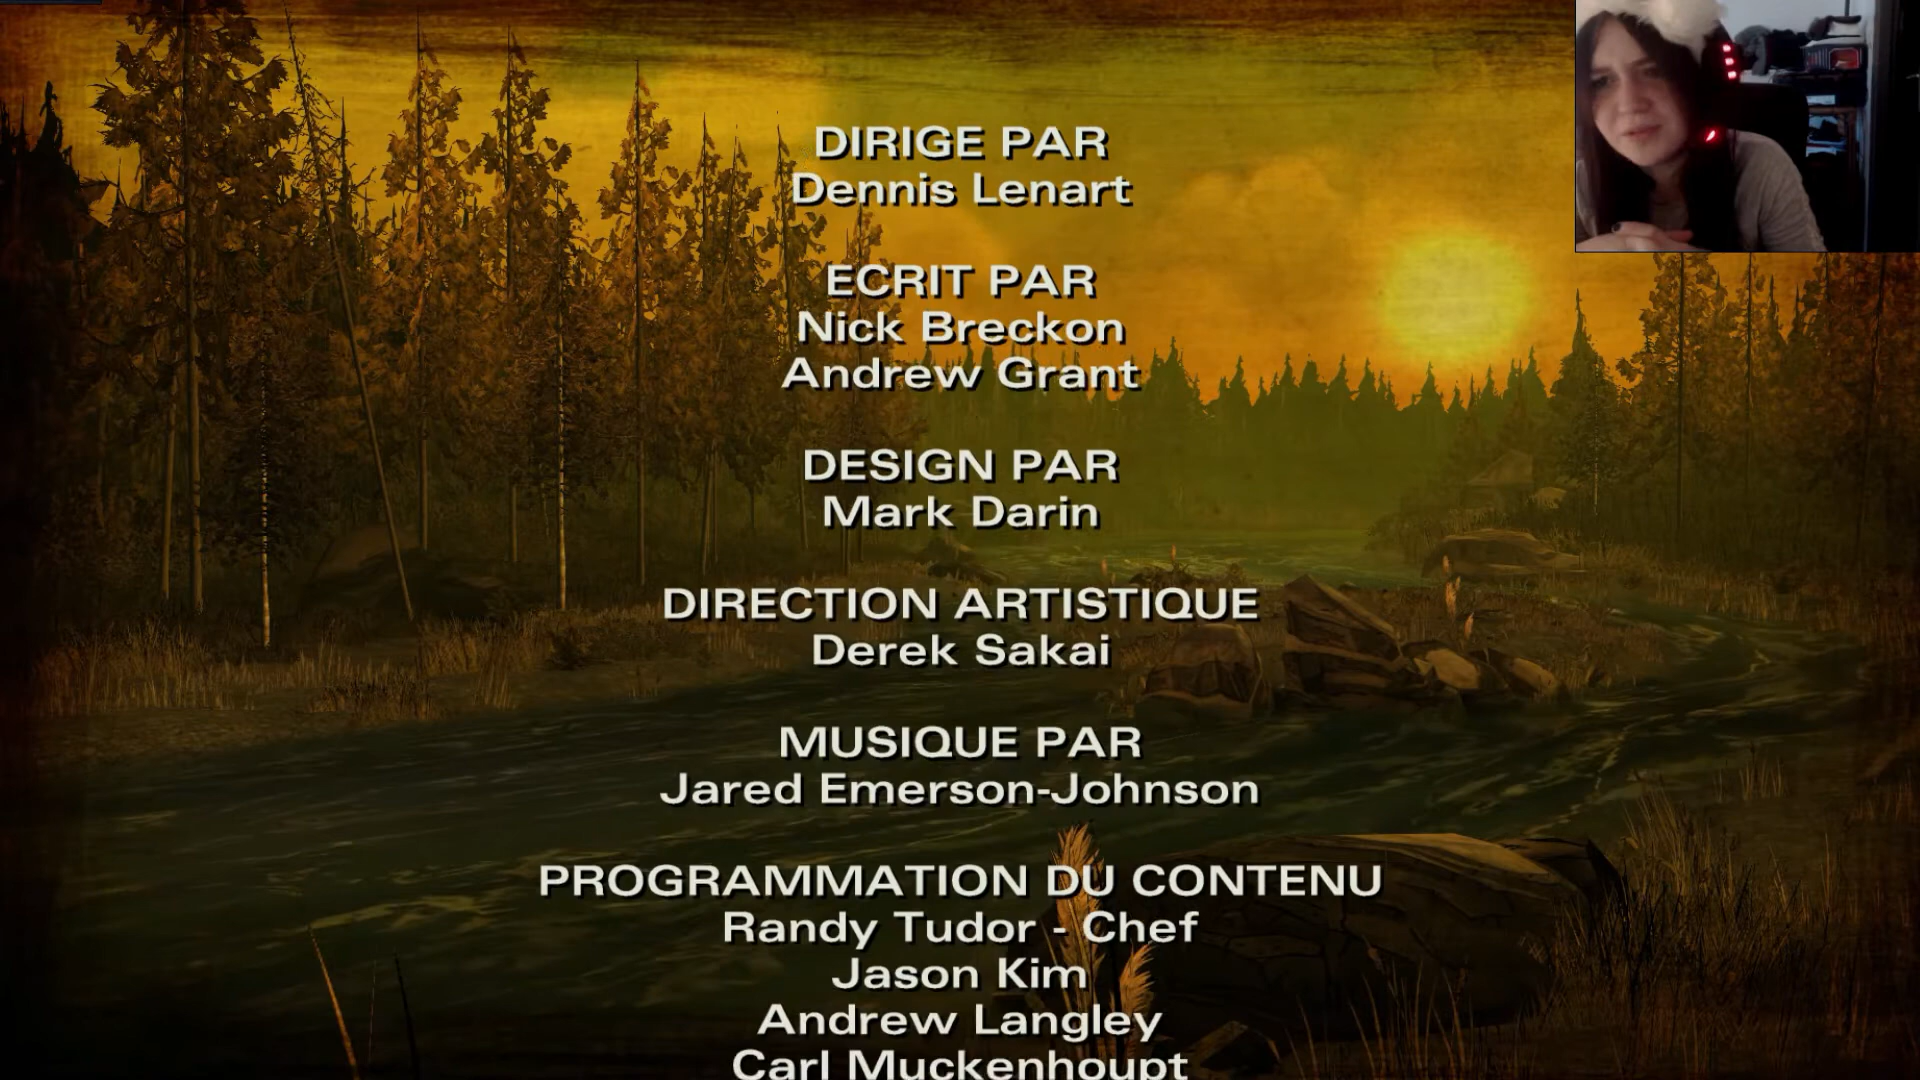 DIRIGE PAR
Dennis Lenart
ECRIT PAR
Nick Breckon
Andrew Grant
DESIGN PAR
Mark Darin
DIRECTION ARTISTIQUE
Derek Sakai
MUSIQUE PAR
Jared Emerson-Johnson
PROGRAMMATION DU CONTENU
Randy Tudor - Chef
Jason Kim
Andrew Langley
Carl Muckenhoupt